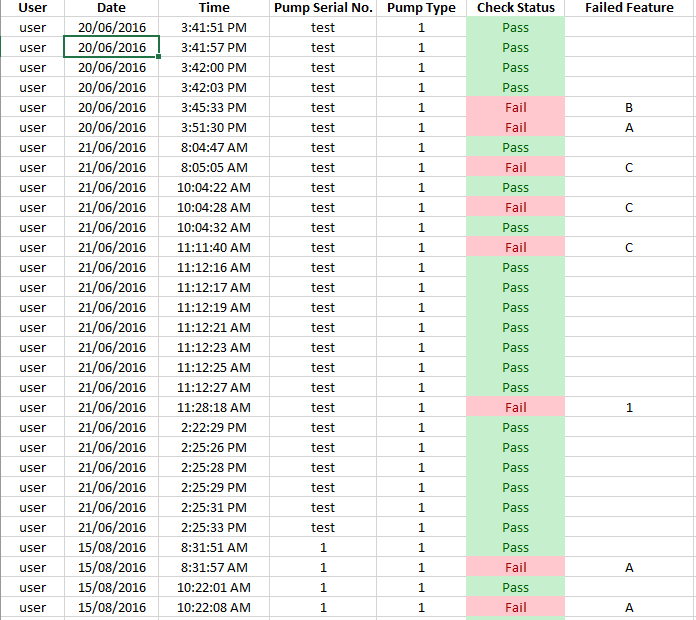 User Date Time Pump Serial No. Pump Type Check Status Failed Feature
user 20/06/2016 3:41:51 PM test 1 Pass
user 20/06/2016 3:41:57 PM test 1 Pass
user 20/06/2016 3:42:00 PM test 1 Pass
user 20/06/2016 3:42:03 PM test 1 Pass
user 20/06/2016 3:45:33 PM test 1 Fail B
user 20/06/2016 3:51:30 PM test 1 Fail A
user 21/06/2016 8:04:47 AM test 1 Pass
user 21/06/2016 8:05:05 AM test 1 Fail C
user 21/06/2016 10:04:22 AM test 1 Pass
user 21/06/2016 10:04:28 AM test 1 Fail C
user 21/06/2016 10:04:32 AM test 1 Pass
user 21/06/2016 11:11:40 AM test 1 Fail C
user 21/06/2016 11:12:16 AM test 1 Pass
user 21/06/2016 11:12:17 AM test 1 Pass
user 21/06/2016 11:12:19 AM test 1 Pass
user 21/06/2016 11:12:21 AM test 1 Pass
user 21/06/2016 11:12:23 AM test 1 Pass
user 21/06/2016 11:12:25 AM test 1 Pass
user 21/06/2016 11:12:27 AM test 1 Pass
user 21/06/2016 11:28:18 AM test 1 Fail 1
user 21/06/2016 2:22:29 PM test 1 Pass
user 21/06/2016 2:25:26 PM test 1 Pass
user 21/06/2016 2:25:28 PM test 1 Pass
user 21/06/2016 2:25:29 PM test 1 Pass
user 21/06/2016 2:25:31 PM test 1 Pass
user 21/06/2016 2:25:33 PM test 1 Pass
user 15/08/2016 8:31:51 AM 1 1 Pass
user 15/08/2016 8:31:57 AM 1 1 Fail A
user 15/08/2016 10:22:01 AM 1 1 Pass
user 15/08/2016 10:22:08 AM 1 1 Fail A